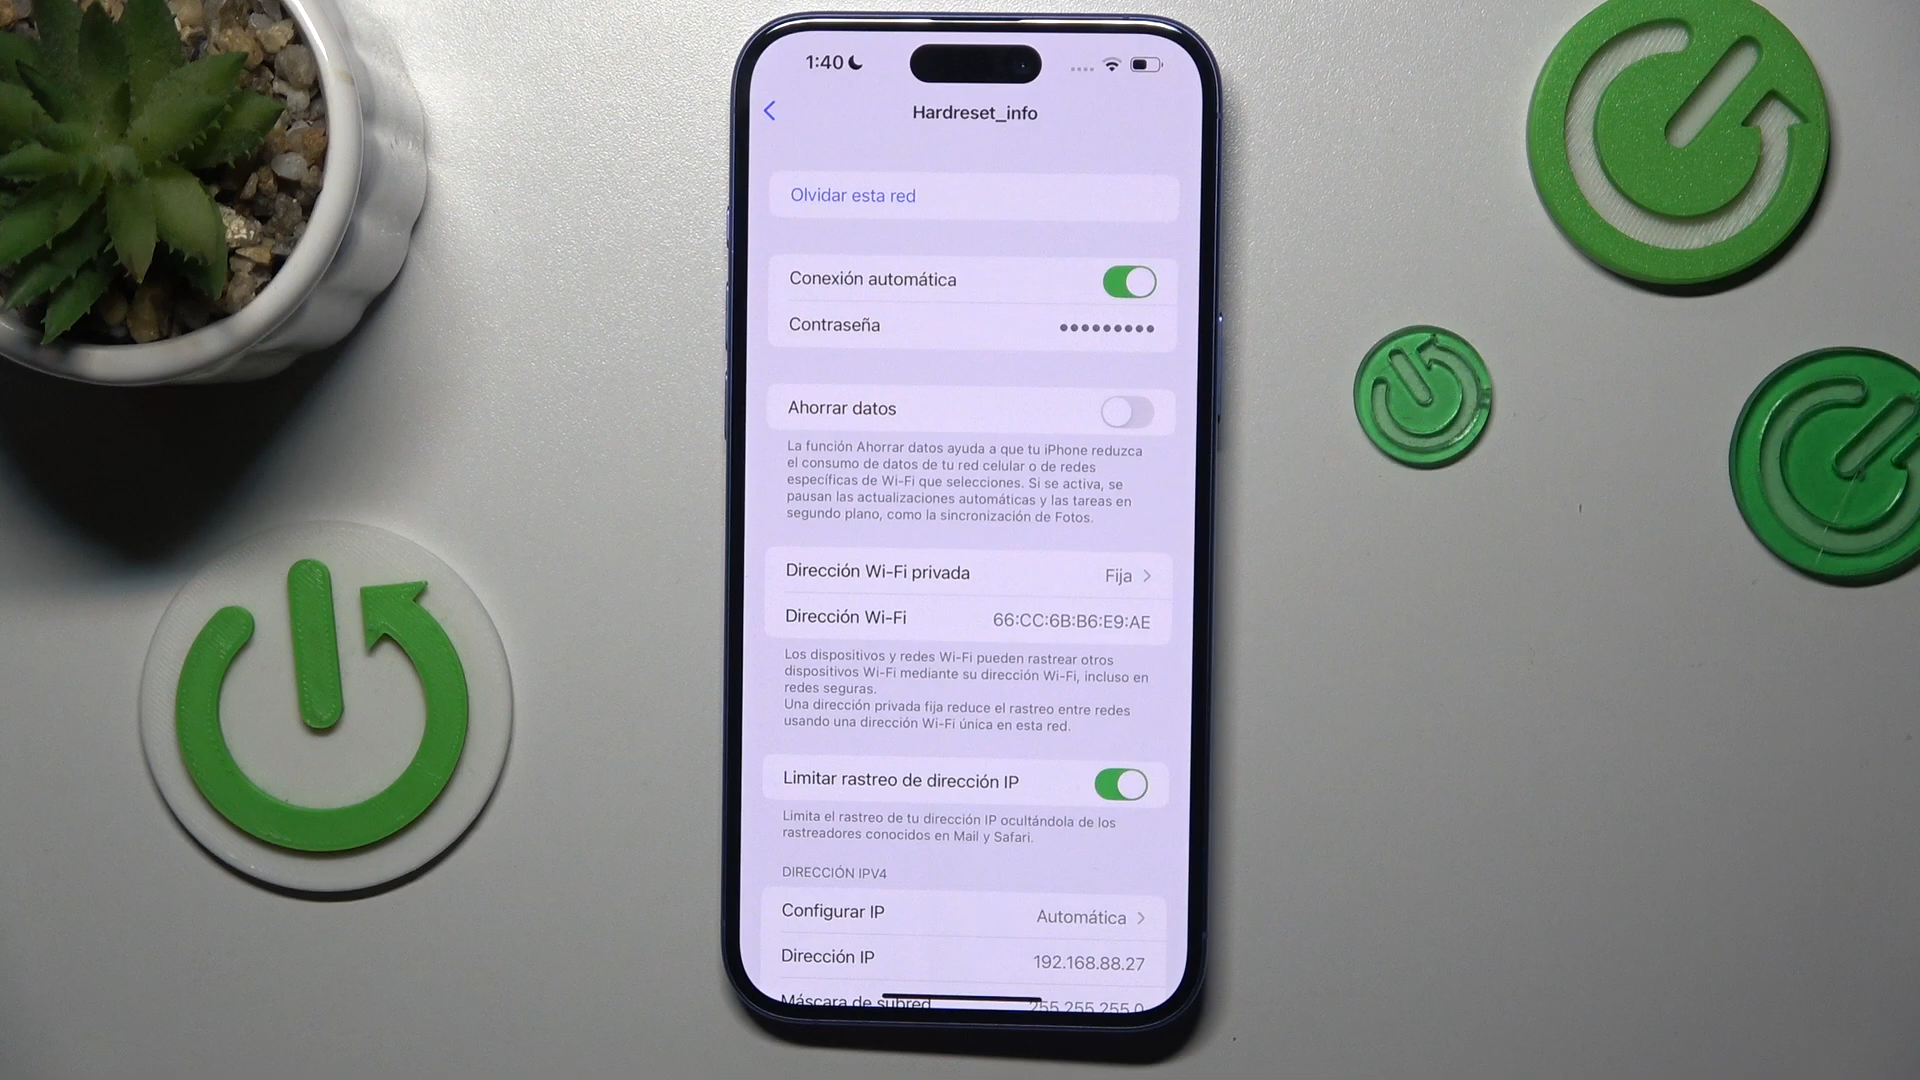 1:40
Hardreset_info
Olvidar esta red
Conexión automática
Contraseña •••••••••
Ahorrar datos
La función Ahorrar datos ayuda a que tu iPhone reduzca
el consumo de datos de tu red celular o de redes
específicas de Wi-Fi que selecciones. Si se activa, se
pausan las actualizaciones automáticas y las tareas en
segundo plano, como la sincronización de Fotos.
Dirección Wi-Fi privada Fija
Dirección Wi-Fi 66:CC:6B:B6:E9:AE
Los dispositivos y redes Wi-Fi pueden rastrear otros
dispositivos Wi-Fi mediante su dirección Wi-Fi, incluso en
redes seguras.
Una dirección privada fija reduce el rastreo entre redes
usando una dirección Wi-Fi única en esta red.
Limitar rastreo de dirección IP
Limita el rastreo de tu dirección IP ocultándola de los
rastreadores conocidos en Mail y Safari.
DIRECCIÓN IPV4
Configurar IP Automática
Dirección IP 192.168.88.27
Máscara de subred 255.255.255.0